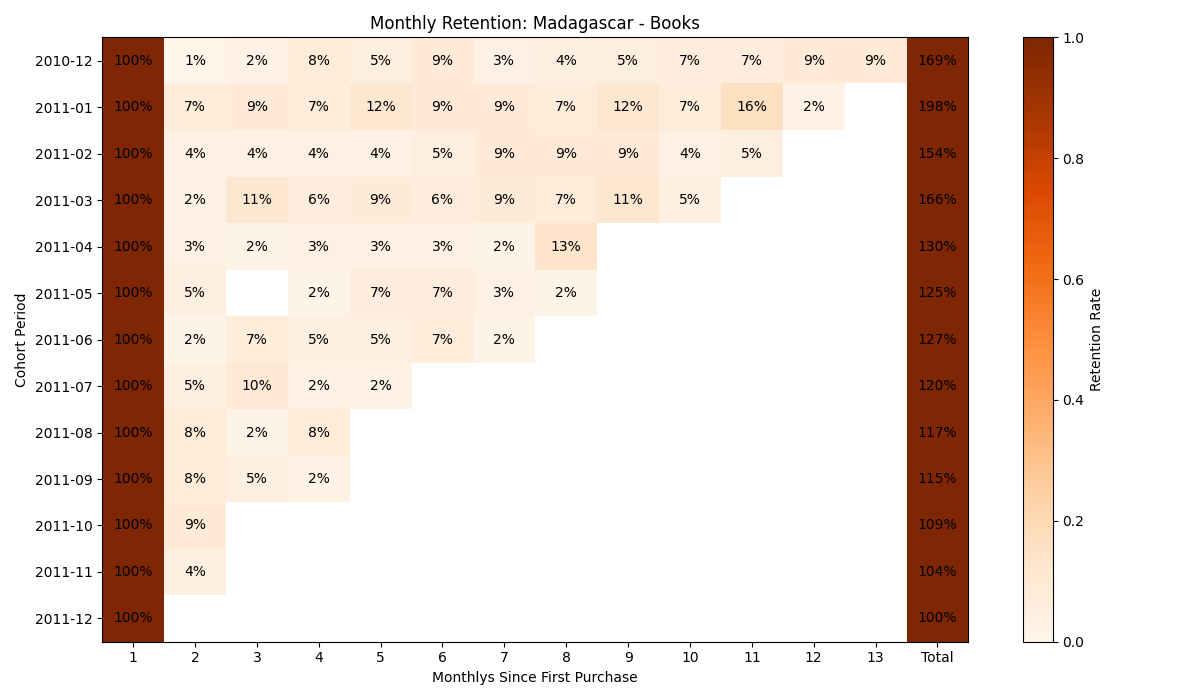 Monthly Retention: Madagascar - Books
2010-12 100% 1% 2% 8% 5% 9% 3% 4% 5% 7% 7% 9% 9% 169%
2011-01 100% 7% 9% 7% 12% 9% 9% 7% 12% 7% 16% 2% 198%
2011-02 100% 4% 4% 4% 4% 5% 9% 9% 9% 4% 5% 154%
2011-03 100% 2% 11% 6% 9% 6% 9% 7% 11% 5% 166%
2011-04 100% 3% 2% 3% 3% 3% 2% 13% 130%
2011-05 100% 5% 2% 7% 7% 3% 2% 125%
2011-06 100% 2% 7% 5% 5% 7% 2% 127%
2011-07 100% 5% 10% 2% 2% 120%
2011-08 100% 8% 2% 8% 117%
2011-09 100% 8% 5% 2% 115%
2011-10 100% 9% 109%
2011-11 100% 4% 104%
2011-12 100% 100%
1 2 3 4 5 6 7 8 9 10 11 12 13 Total
Monthlys Since First Purchase
Cohort Period
1.0
0.8
0.6
0.4
0.2
0.0
Retention Rate